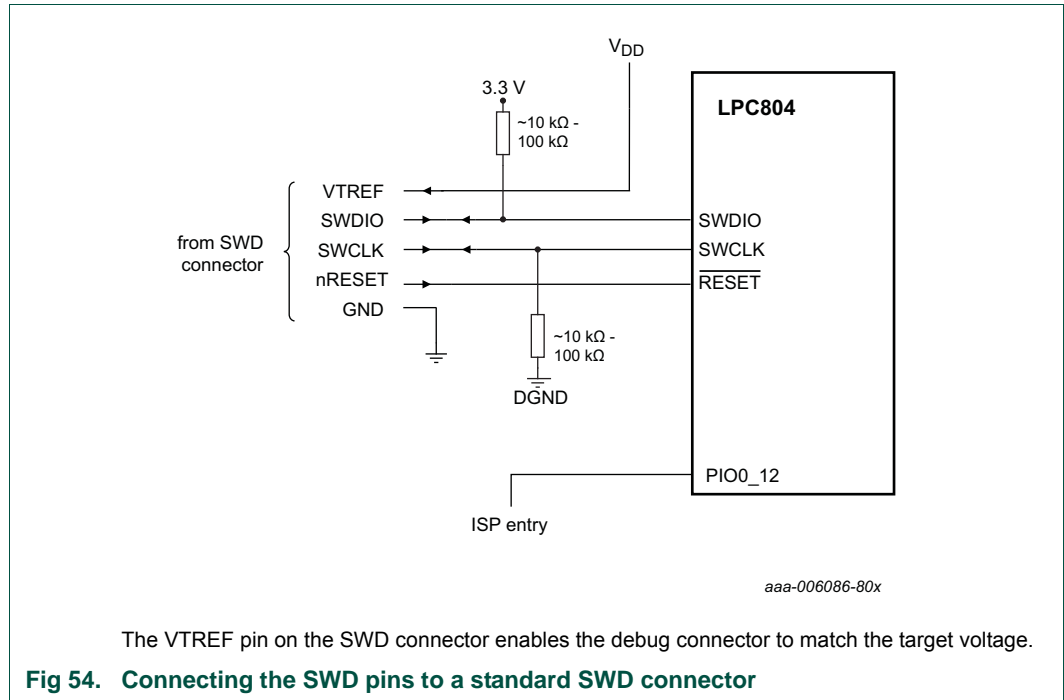 VDD
3.3 V
LPC804
~10 kΩ -
100 kΩ
VTREF
SWDIO
SWDIO
from SWD
connector
SWCLK
SWCLK
nRESET
RESET
GND
~10 kΩ -
100 kΩ
DGND
PIO0_12
ISP entry
aaa-006086-80x
The VTREF pin on the SWD connector enables the debug connector to match the target voltage.
Fig 54. Connecting the SWD pins to a standard SWD connector